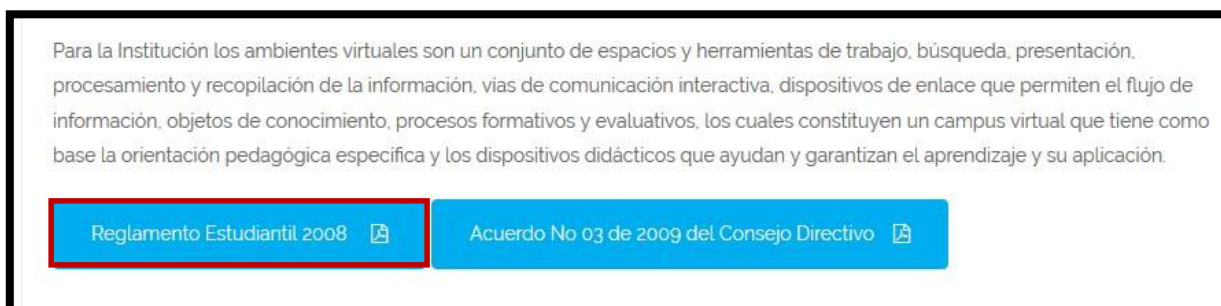 Para la Institución los ambientes virtuales son un conjunto de espacios y herramientas de trabajo, búsqueda, presentación,
procesamiento y recopilación de la información, vías de comunicación interactiva, dispositivos de enlace que permiten el flujo de
información, objetos de conocimiento, procesos formativos y evaluativos, los cuales constituyen un campus virtual que tiene como
base la orientación pedagógica específica y los dispositivos didácticos que ayudan y garantizan el aprendizaje y su aplicación.
Reglamento Estudiantil 2008
Acuerdo No 03 de 2009 del Consejo Directivo